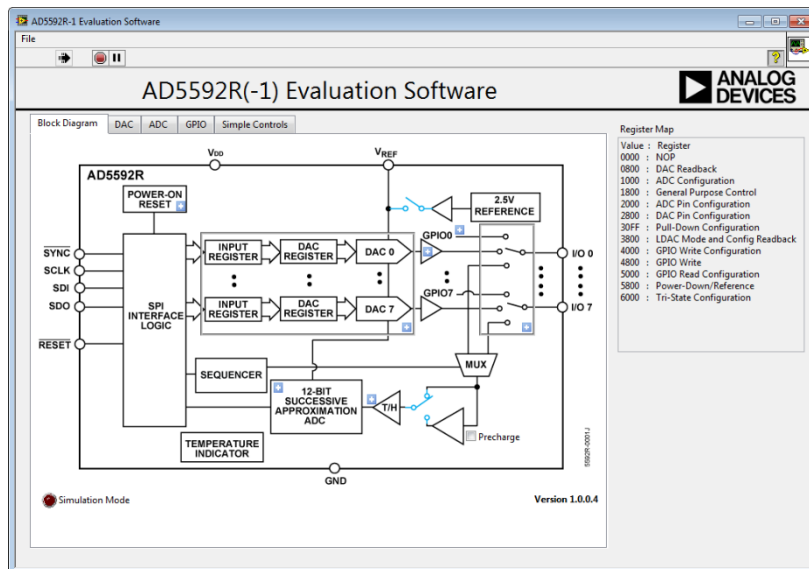 AD5592R-1 Evaluation Software
File
AD5592R(-1) Evaluation Software
ANALOG
DEVICES
Block Diagram DAC ADC GPIO Simple Controls
VDD
VREF
AD5592R
POWER-ON
RESET
2.5V
REFERENCE
SYNC
SCLK
SDI
SDO
RESET
SPI
INTERFACE
LOGIC
INPUT
REGISTER
DAC
REGISTER
DAC 0
GPIO0
I/O 0
INPUT
REGISTER
DAC
REGISTER
DAC 7
GPIO7
I/O 7
MUX
SEQUENCER
12-BIT
SUCCESSIVE
APPROXIMATION
ADC
T/H
Precharge
TEMPERATURE
INDICATOR
GND
5592R-0001J
Simulation Mode
Version 1.0.0.4
Register Map
Value : Register
0000 : NOP
0800 : DAC Readback
1000 : ADC Configuration
1800 : General Purpose Control
2000 : ADC Pin Configuration
2800 : DAC Pin Configuration
30FF : Pull-Down Configuration
3800 : LDAC Mode and Config Readback
4000 : GPIO Write Configuration
4800 : GPIO Write
5000 : GPIO Read Configuration
5800 : Power-Down/Reference
6000 : Tri-State Configuration